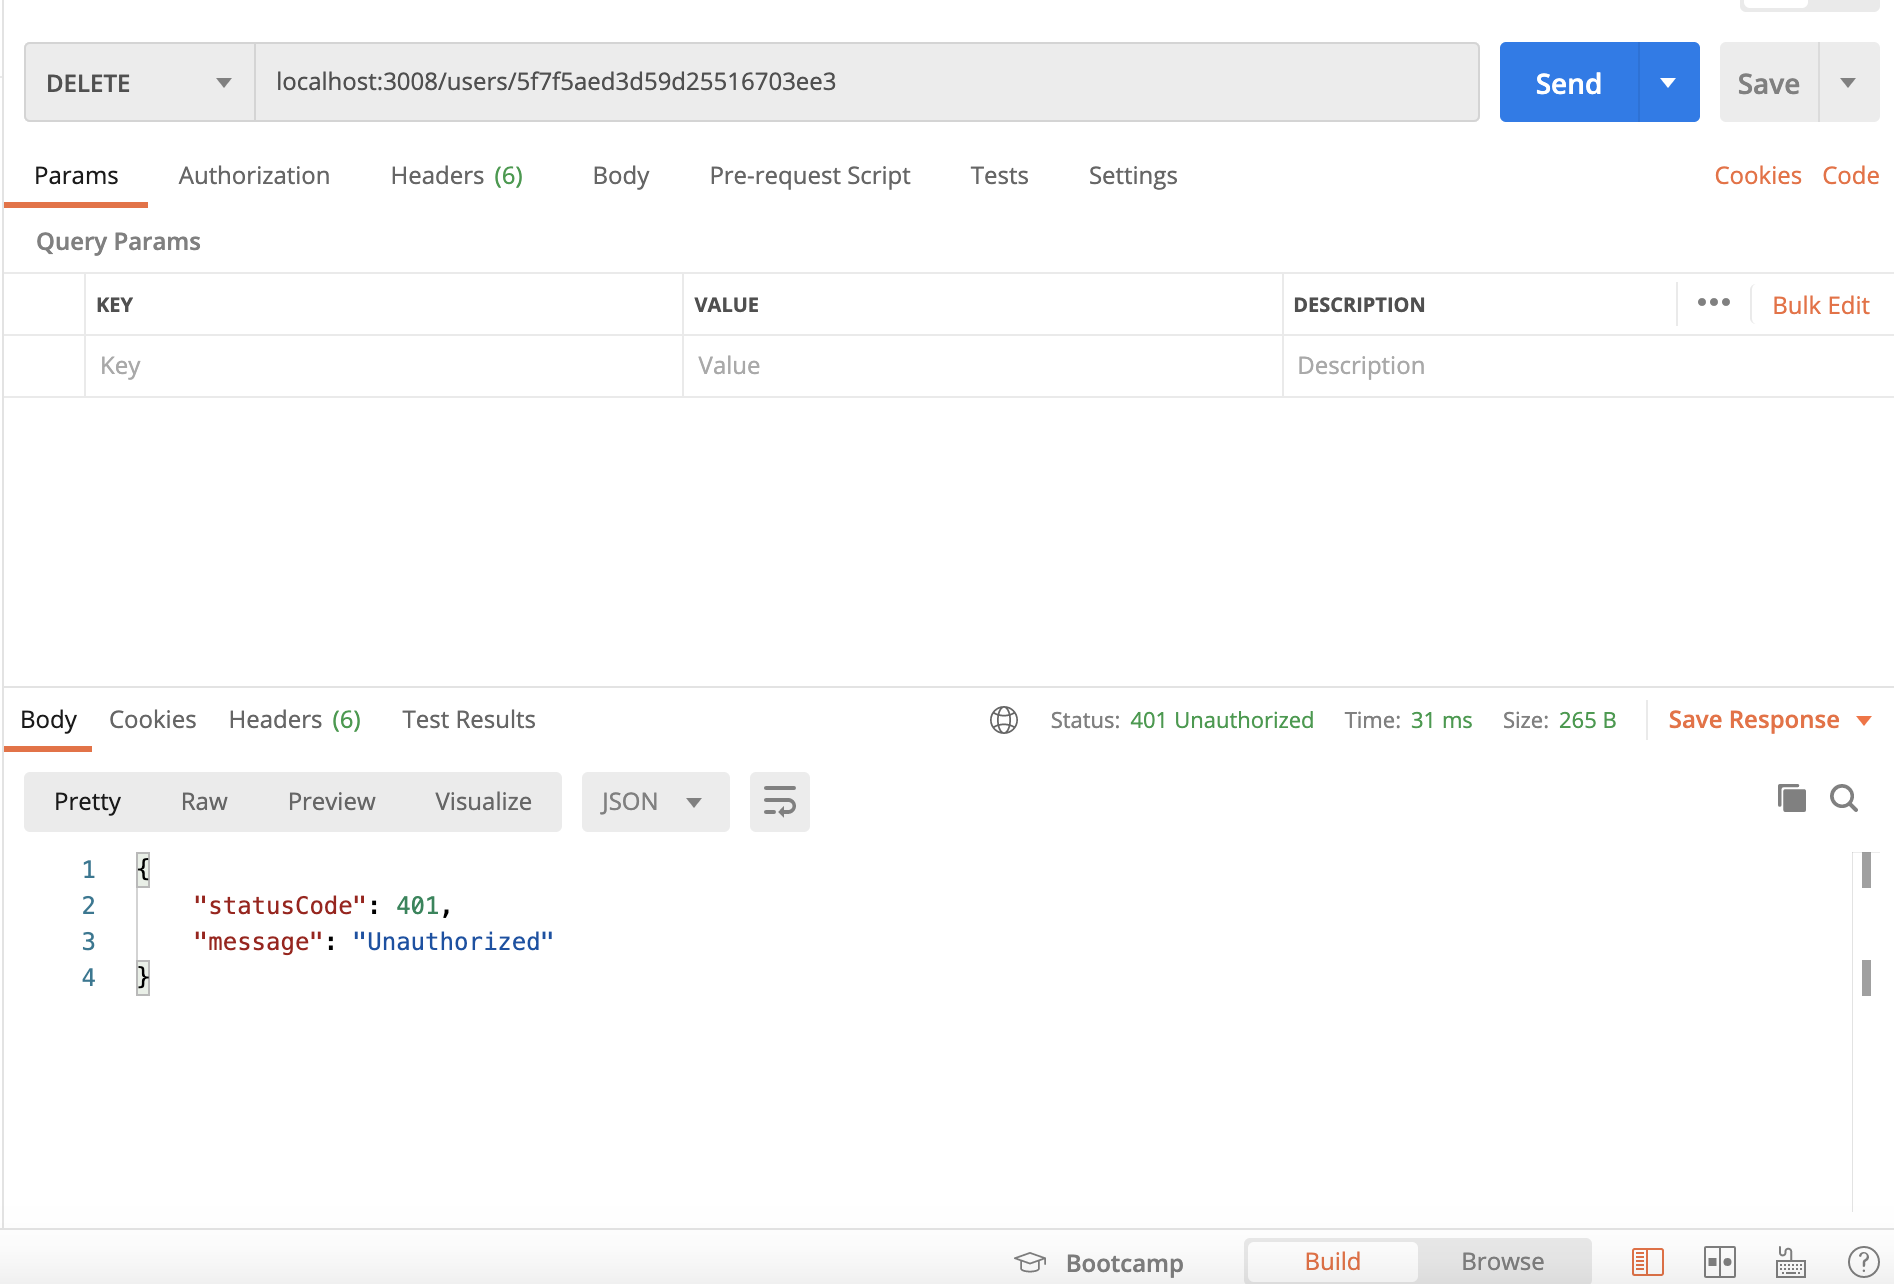 DELETE localhost:3008/users/5f7f5aed3d59d25516703ee3 Send Save
Params Authorization Headers (6) Body Pre-request Script Tests Settings Cookies Code
Query Params
KEY VALUE DESCRIPTION ••• Bulk Edit
Key Value Description
Body Cookies Headers (6) Test Results Status: 401 Unauthorized Time: 31 ms Size: 265 B Save Response
Pretty Raw Preview Visualize JSON
1 {
2 "statusCode": 401,
3 "message": "Unauthorized"
4 }
Bootcamp Build Browse ?